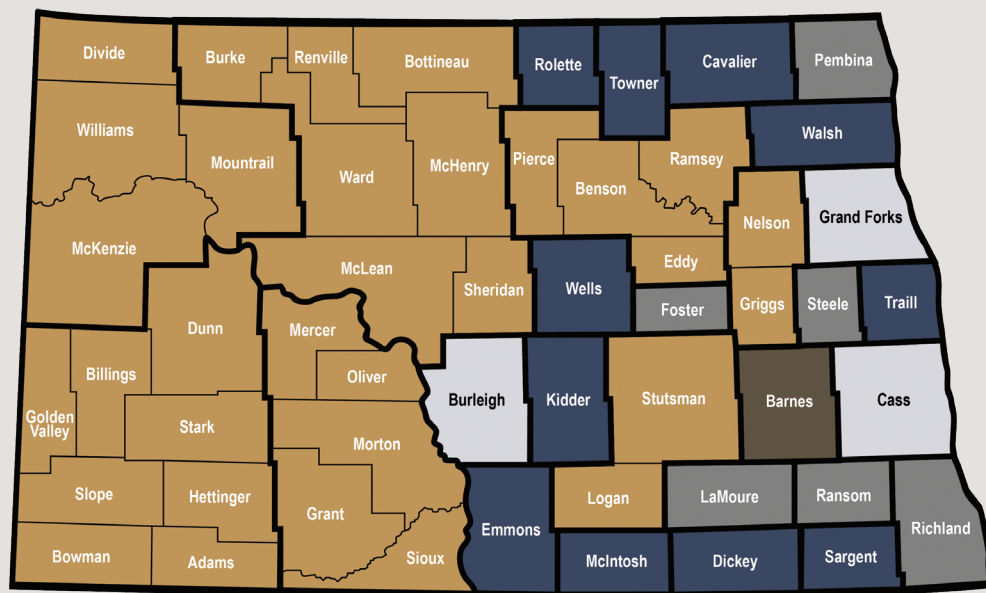 Divide
Burke
Renville
Bottineau
Rolette
Towner
Cavalier
Pembina
Williams
Mountrail
Ward
McHenry
Pierce
Benson
Ramsey
Walsh
Nelson
Grand Forks
McKenzie
McLean
Sheridan
Wells
Eddy
Foster
Griggs
Steele
Traill
Dunn
Mercer
Oliver
Burleigh
Kidder
Stutsman
Barnes
Cass
Billings
Golden
Valley
Stark
Morton
Slope
Hettinger
Grant
Sioux
Emmons
Logan
LaMoure
Ransom
Richland
Bowman
Adams
McIntosh
Dickey
Sargent